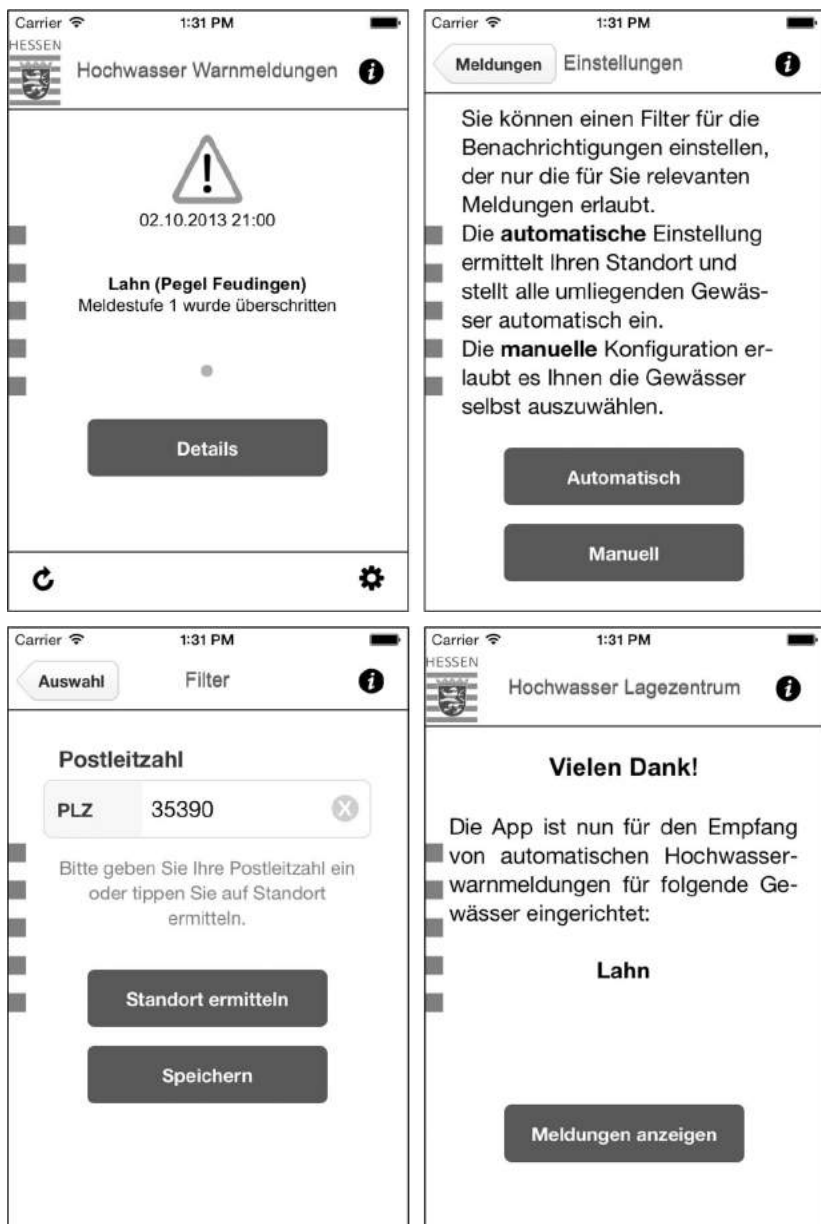 Carrier 1:31 PM
HESSEN
Hochwasser Warnmeldungen i
!
02.10.2013 21:00
Lahn (Pegel Feudingen)
Meldestufe 1 wurde überschritten
Details
Carrier 1:31 PM
Meldungen Einstellungen i
Sie können einen Filter für die
Benachrichtigungen einstellen,
der nur die für Sie relevanten
Meldungen erlaubt.
Die automatische Einstellung
ermittelt Ihren Standort und
stellt alle umliegenden Gewäs-
ser automatisch ein.
Die manuelle Konfiguration er-
laubt es Ihnen die Gewässer
selbst auszuwählen.
Automatisch
Manuell
Carrier 1:31 PM
Auswahl Filter i
Postleitzahl
PLZ 35390
Bitte geben Sie Ihre Postleitzahl ein
oder tippen Sie auf Standort
ermitteln.
Standort ermitteln
Speichern
Carrier 1:31 PM
HESSEN
Hochwasser Lagezentrum i
Vielen Dank!
Die App ist nun für den Empfang
von automatischen Hochwasser-
warnmeldungen für folgende Ge-
wässer eingerichtet:
Lahn
Meldungen anzeigen